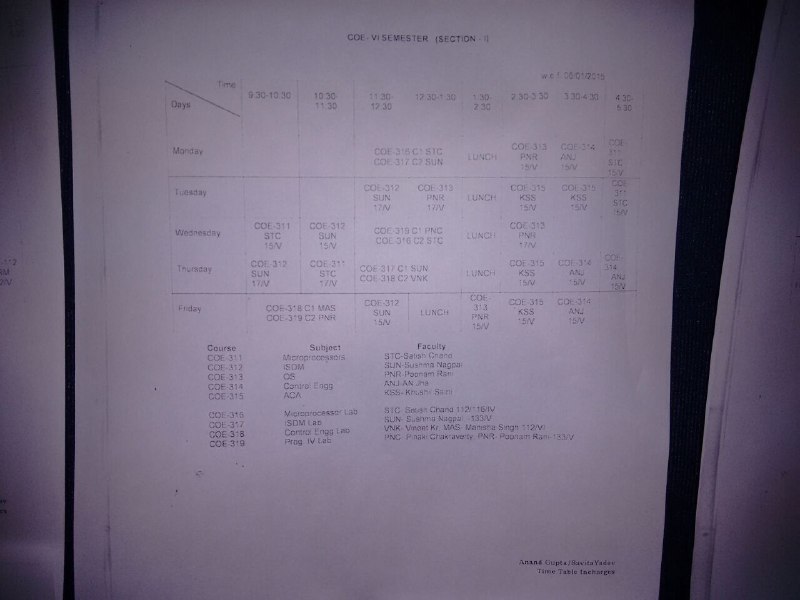 COE- VI SEMESTER (SECTION - I)
w.e.f. 06/01/2015
Time
Days
9:30-10:30 10:30-11:30 11:30-12:30 12:30-1:30 1:30-2:30 2:30-3:30 3:30-4:30 4:30-5:30
Monday
COE-316 C1 STC
COE-317 C2 SUN
LUNCH
COE-313 PNR 15/V
COE-314 ANJ 15/V
COE-311 STC 15/V
Tuesday
COE-312 SUN 17/V
COE-313 PNR 17/V
LUNCH
COE-315 KSS 15/V
COE-315 KSS 15/V
COE-311 STC 15/V
Wednesday
COE-311 STC 15/V
COE-312 SUN 15/V
COE-319 C1 PNC
COE-316 C2 STC
LUNCH
COE-313 PNR 17/V
Thursday
COE-312 SUN 17/V
COE-311 STC 17/V
COE-317 C1 SUN
COE-318 C2 VNK
LUNCH
COE-315 KSS 15/V
COE-314 ANJ 15/V
COE-314 ANJ 15/V
Friday
COE-318 C1 MAS
COE-319 C2 PNR
COE-312 SUN 15/V
LUNCH
COE-313 PNR 15/V
COE-315 KSS 15/V
COE-314 ANJ 15/V
Course Subject Faculty
COE-311 Microprocessors STC-Satish Chand
COE-312 ISDM SUN-Sushma Nagpal
COE-313 OS PNR-Poonam Rani
COE-314 Control Engg ANJ-AN Jha
COE-315 ACA KSS- Khushil Saini
COE-316 Microprocessor Lab STC- Satish Chand 112/116/IV
COE-317 ISDM Lab SUN- Sushma Nagpal -133/V
COE-318 Control Engg Lab VNK- Vineet Kr. MAS- Manisha Singh 112/VI
COE-319 Prog. IV Lab PNC- Pinaki Chakraverty, PNR- Poonam Rani-133/V
Anand Gupta/SavitaYadav
Time Table Incharges